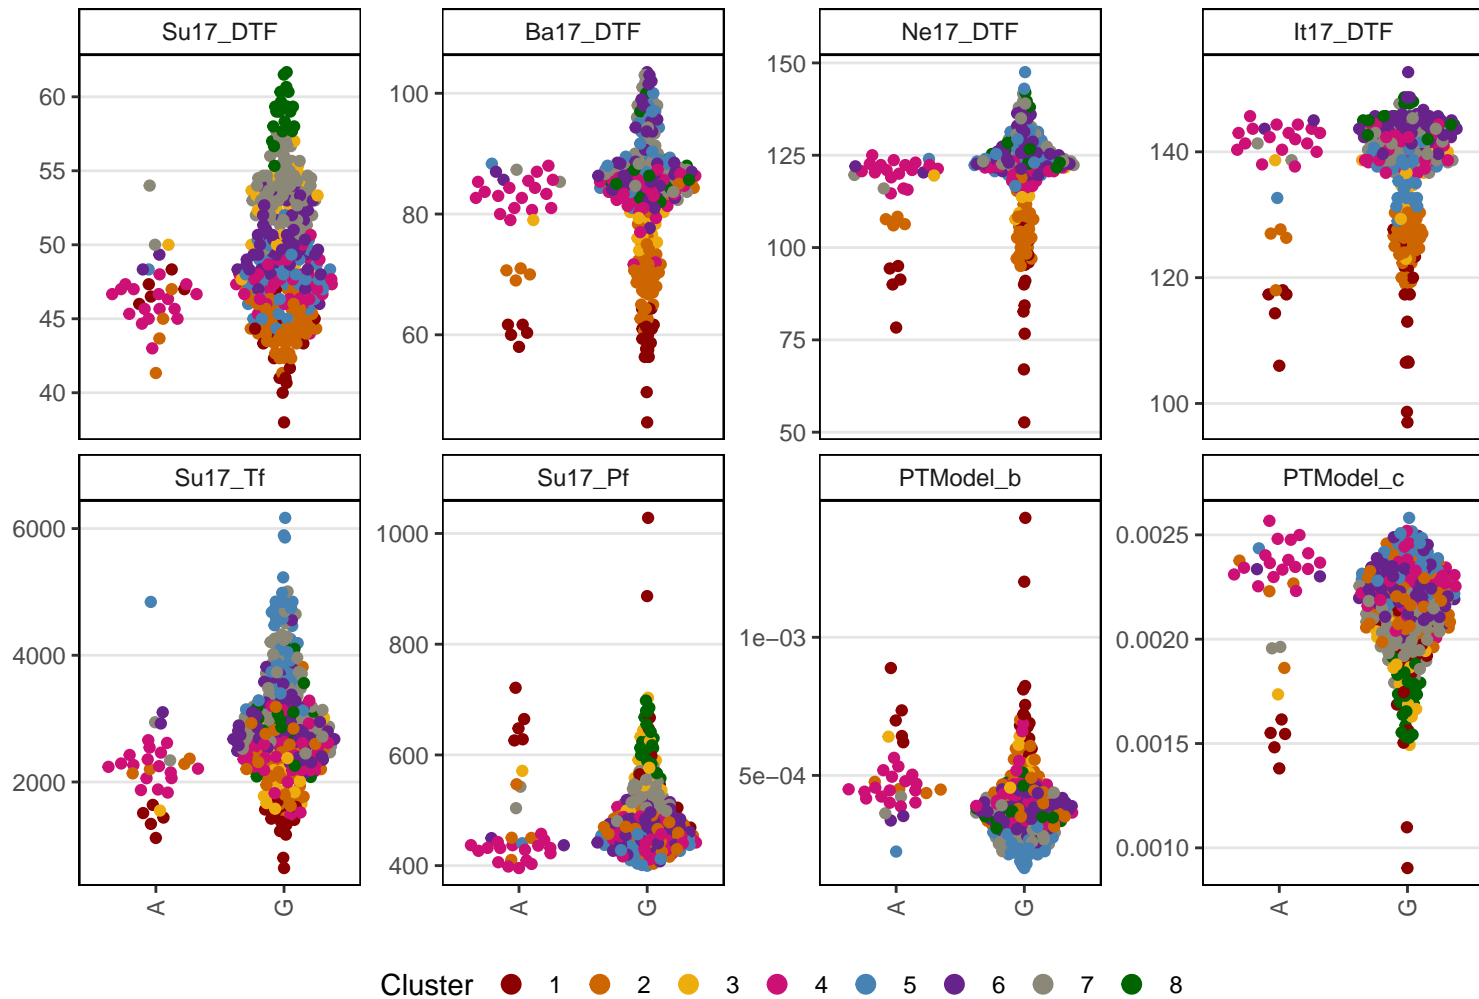 Su17_DTF
Ba17_DTF
Ne17_DTF
It17_DTF
60
55
50
45
40
100
80
60
150
125
100
75
50
140
120
100
Su17_Tf
Su17_Pf
PTModel_b
PTModel_c
6000
4000
2000
1000
800
600
400
1e−03
5e−04
0.0025
0.0020
0.0015
0.0010
A
G
A
G
A
G
A
G
Cluster 1 2 3 4 5 6 7 8